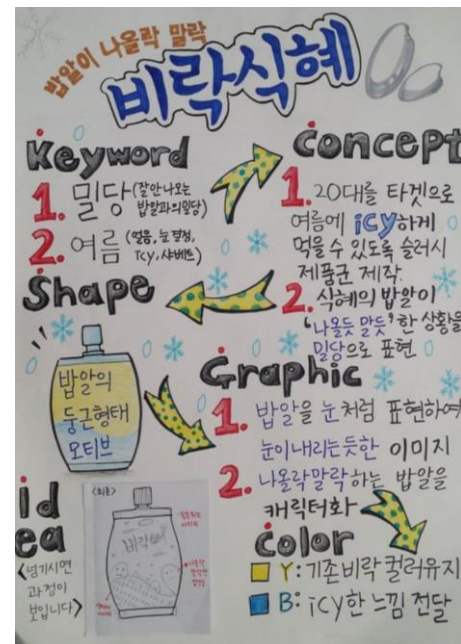 밥알이 나올락 말락
비락식혜
Keyword
1. 밀당 (잘안나오는
밥알과의밀당)
2. 여름 (얼음, 눈결정,
Icy, 샤베트)
Concept
1. 20대를 타겟으로
여름에 icy하게
먹을 수 있도록 슬러시
제품군 제작.
2. 식혜의 밥알이
'나올듯 말듯'한 상황을
밀당으로 표현
Shape
밥알의
둥근형태
모티브
Graphic
1. 밥알을 눈처럼 표현하여
눈이내리는듯한 이미지
2. 나올락말락하는 밥알을
캐릭터화
Id
ea
<넘기시면
과정이
보입니다>
<최종>
비락식혜
Color
Y: 기존비락컬러유지
B: icy한 느낌 전달